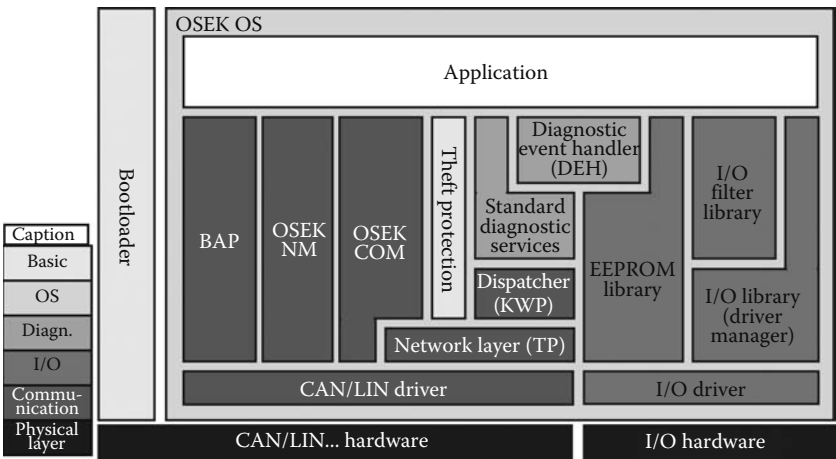 OSEK OS
Application
Bootloader
BAP
OSEK
NM
OSEK
COM
Theft protection
Diagnostic
event handler
(DEH)
Standard
diagnostic
services
Dispatcher
(KWP)
Network layer (TP)
EEPROM
library
I/O
filter
library
I/O library
(driver
manager)
CAN/LIN driver
I/O driver
CAN/LIN... hardware
I/O hardware
Caption
Basic
OS
Diagn.
I/O
Commu-
nication
Physical
layer